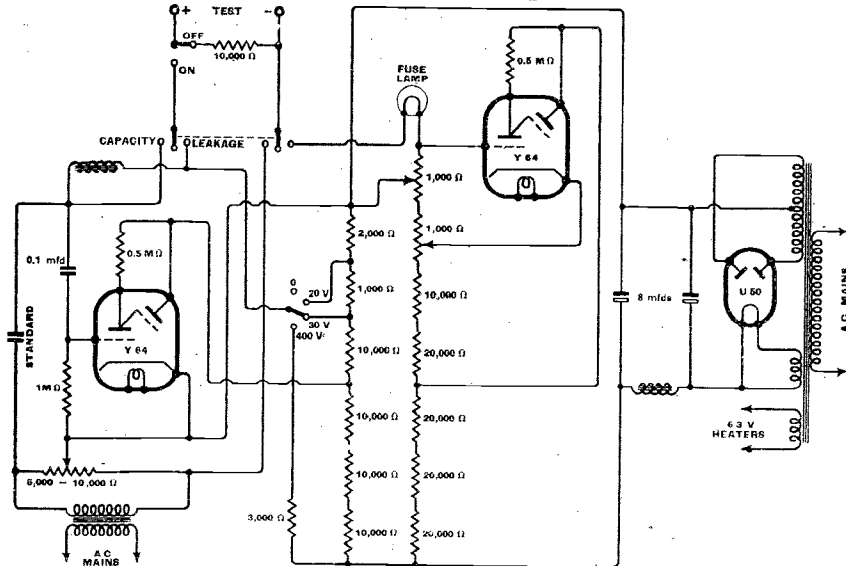 + TEST -
OFF
10,000 Ω
ON
CAPACITY
LEAKAGE
FUSE
LAMP
0.5 MΩ
Y 64
1,000 Ω
1,000 Ω
10,000 Ω
20,000 Ω
20,000 Ω
20,000 Ω
20,000 Ω
2,000 Ω
1,000 Ω
10,000 Ω
10,000 Ω
10,000 Ω
10,000 Ω
0
20 V
30 V
400 V
3,000 Ω
0.1 mfd
0.5 MΩ
Y 64
STANDARD
1MΩ
5,000 – 10,000 Ω
AC
MAINS
8 mfds
U 50
AC MAINS
6.3 V
HEATERS